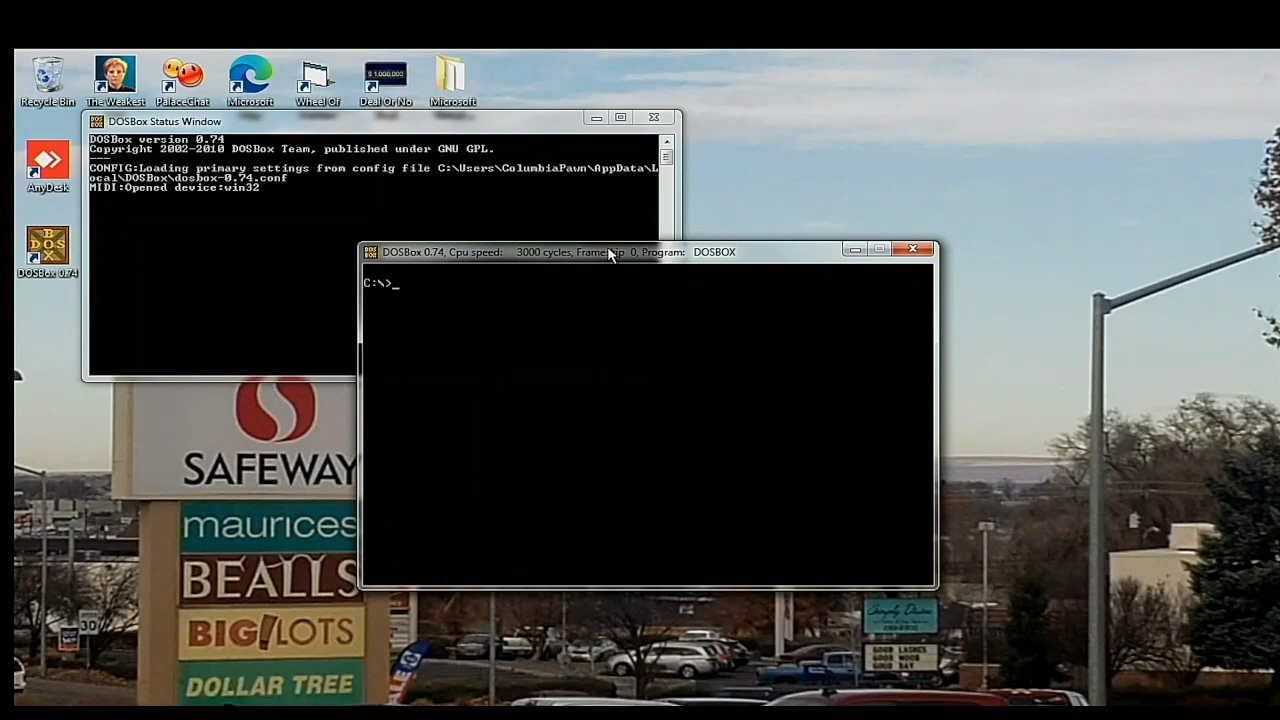 Recycle Bin
The Weakest
PalaceChat
Microsoft
Wheel Of
Deal Or No
Microsoft
$1,000,000
AnyDesk
DOSBox 0.74
DOSBox Status Window
DOSBox version 0.74
Copyright 2002-2010 DOSBox Team, published under GNU GPL.
---
CONFIG:Loading primary settings from config file C:\Users\ColumbiaPawn\AppData\L
ocal\DOSBox\dosbox-0.74.conf
MIDI:Opened device:win32
DOSBox 0.74, Cpu speed: 3000 cycles, Frameskip 0, Program: DOSBOX
C:\>_
SAFEWAY
maurices
BEALLS
BIG!LOTS
DOLLAR TREE
30
GOOD LASHES
GOOD MOOD
GOOD DAY